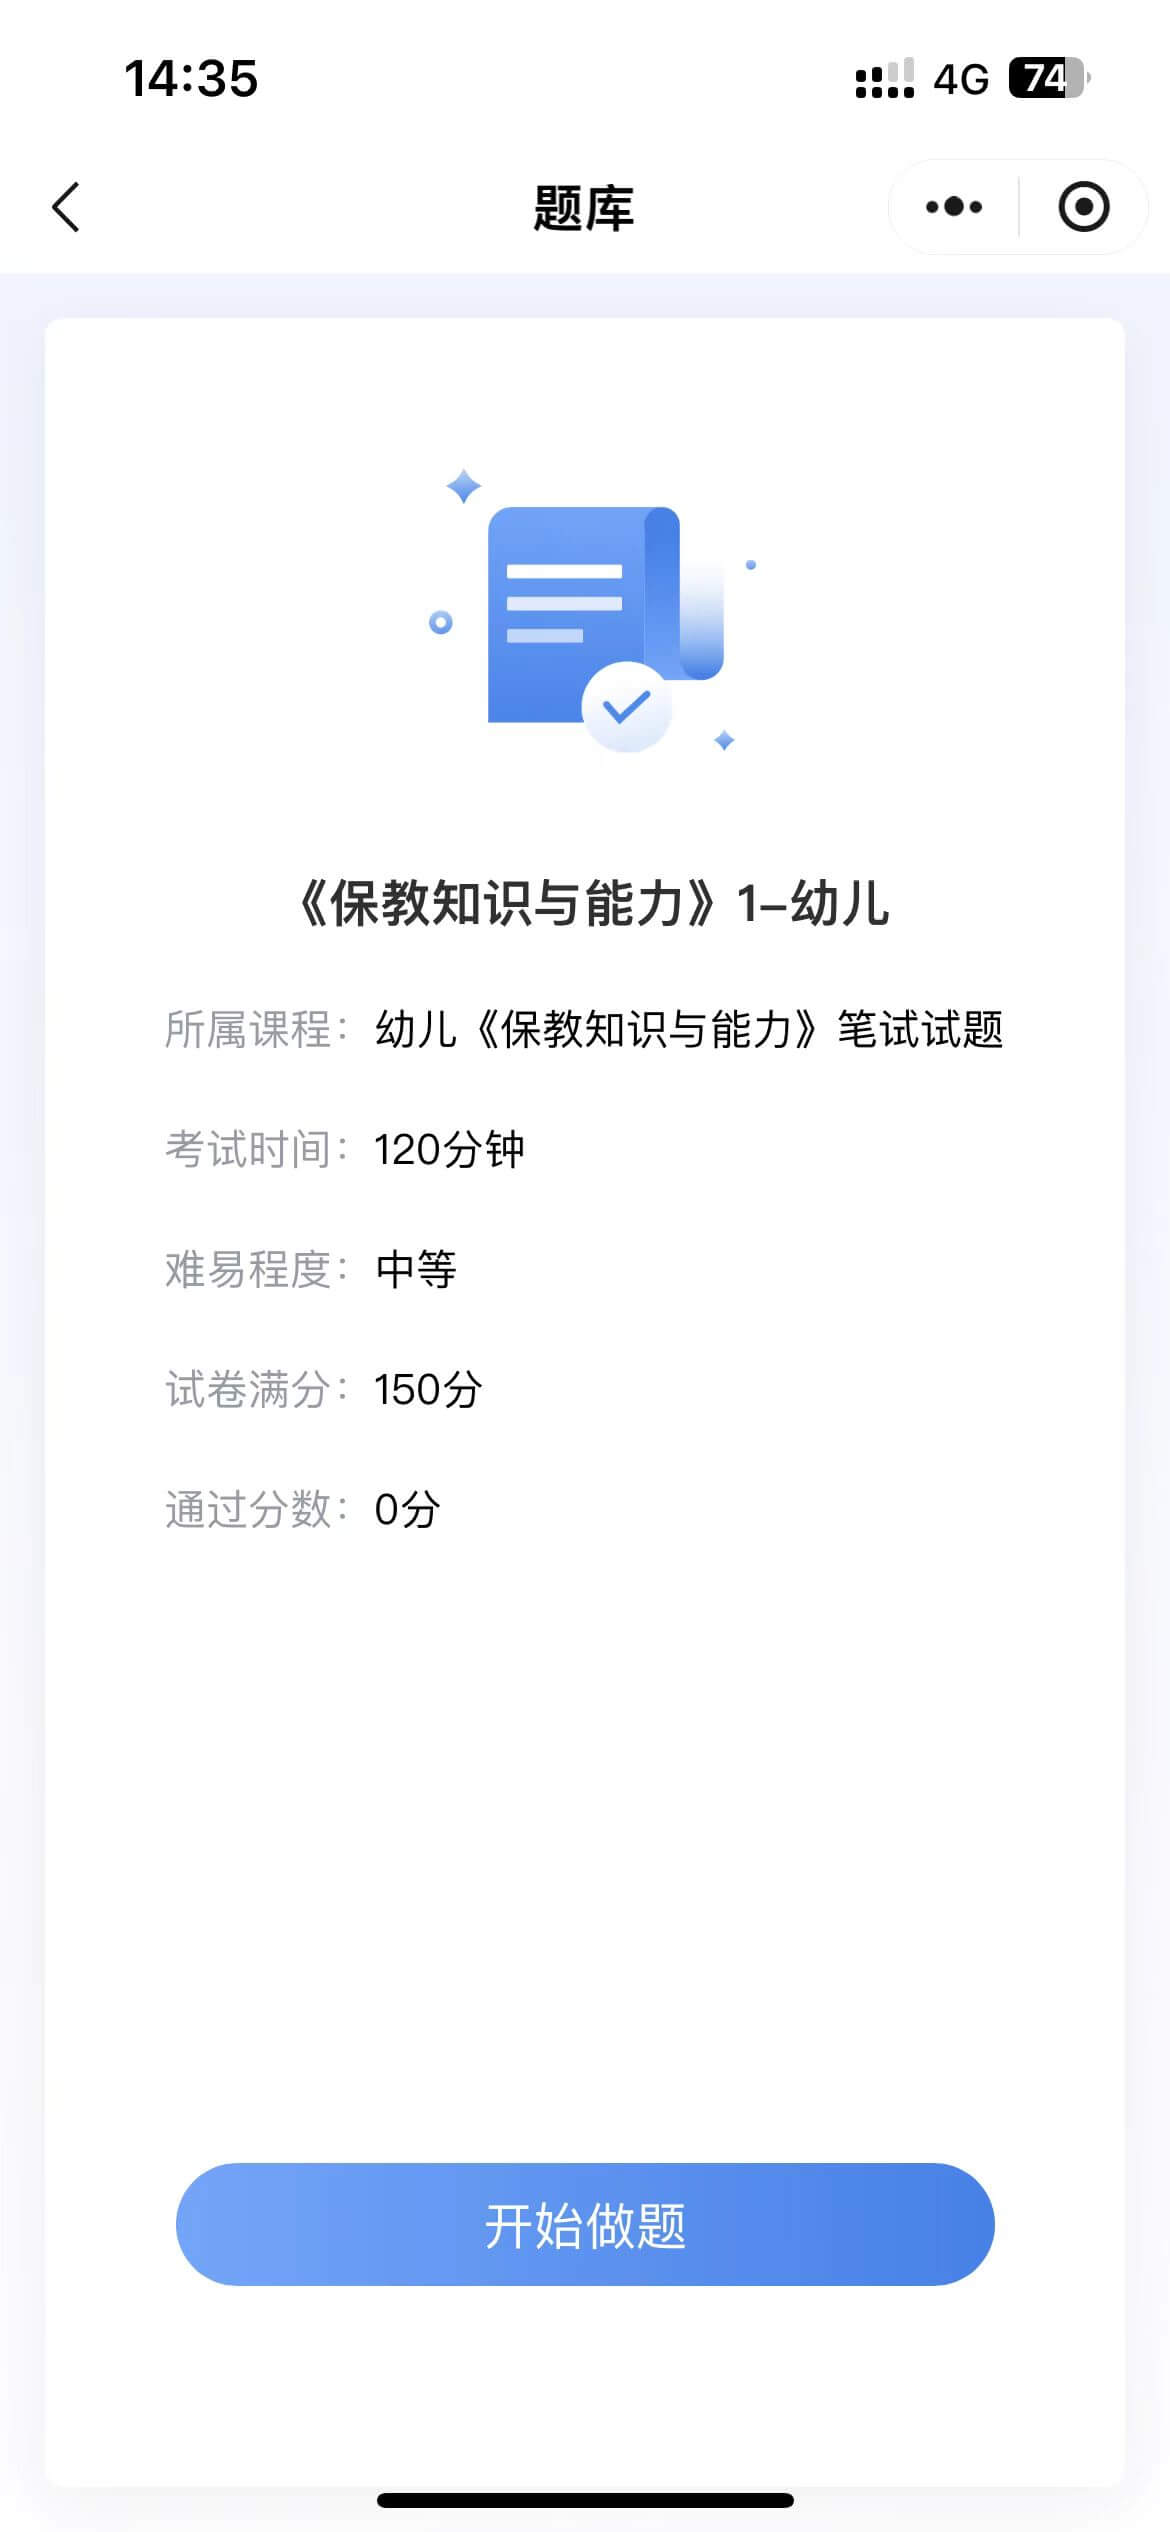 14:35
4G 74
题库
《保教知识与能力》1-幼儿
所属课程： 幼儿《保教知识与能力》笔试试题
考试时间： 120分钟
难易程度： 中等
试卷满分： 150分
通过分数： 0分
开始做题